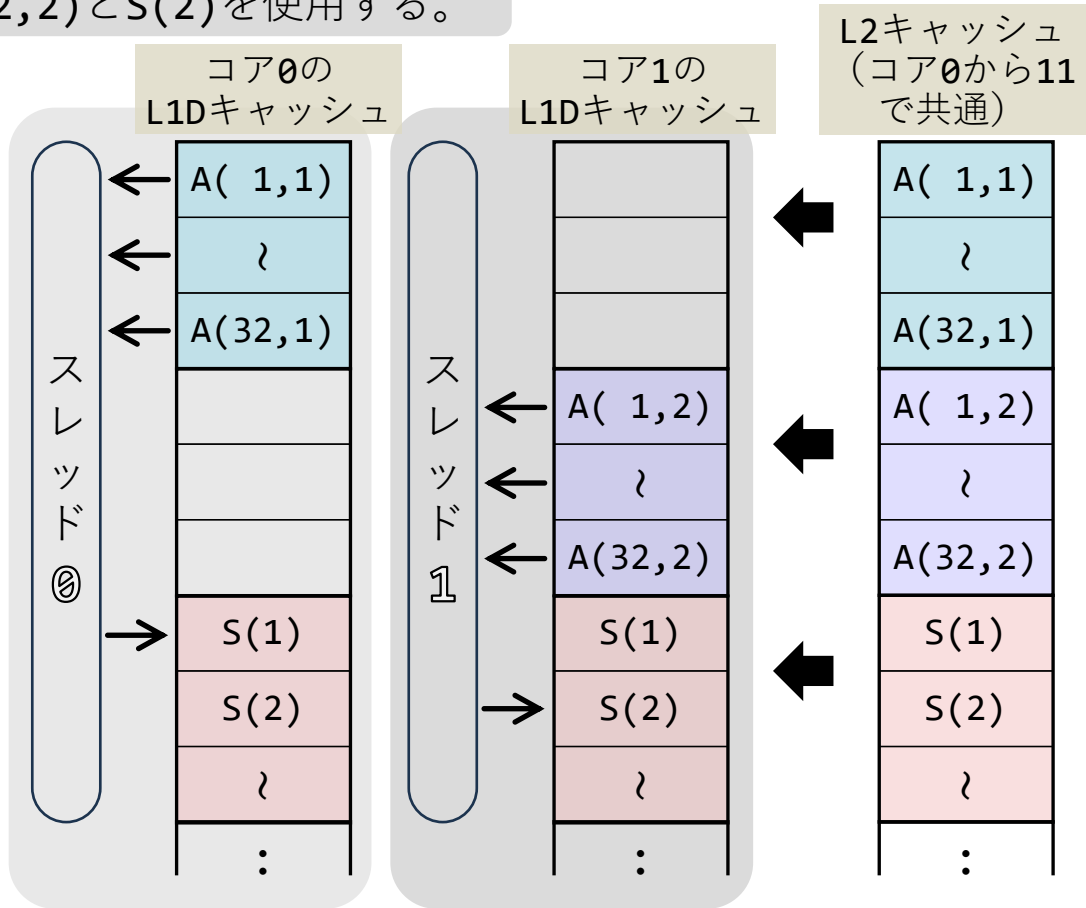 2,2)とS(2)を使用する。
コア0の
L1Dキャッシュ
コア1の
L1Dキャッシュ
L2キャッシュ
（コア0から11
で共通）
スレッド0
A( 1,1)
～
A(32,1)
S(1)
S(2)
～
:
スレッド1
A( 1,2)
～
A(32,2)
S(1)
S(2)
～
:
A( 1,1)
～
A(32,1)
A( 1,2)
～
A(32,2)
S(1)
S(2)
～
: